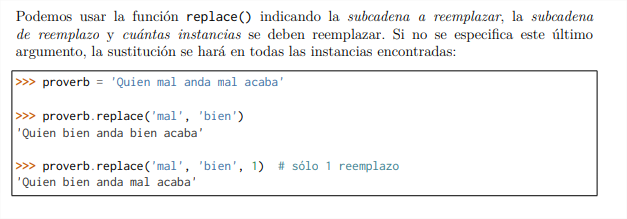 Podemos usar la función replace() indicando la subcadena a reemplazar, la subcadena
de reemplazo y cuántas instancias se deben reemplazar. Si no se especifica este último
argumento, la sustitución se hará en todas las instancias encontradas:
>>> proverb = 'Quien mal anda mal acaba'
>>> proverb.replace('mal', 'bien')
'Quien bien anda bien acaba'
>>> proverb.replace('mal', 'bien', 1)  # sólo 1 reemplazo
'Quien bien anda mal acaba'